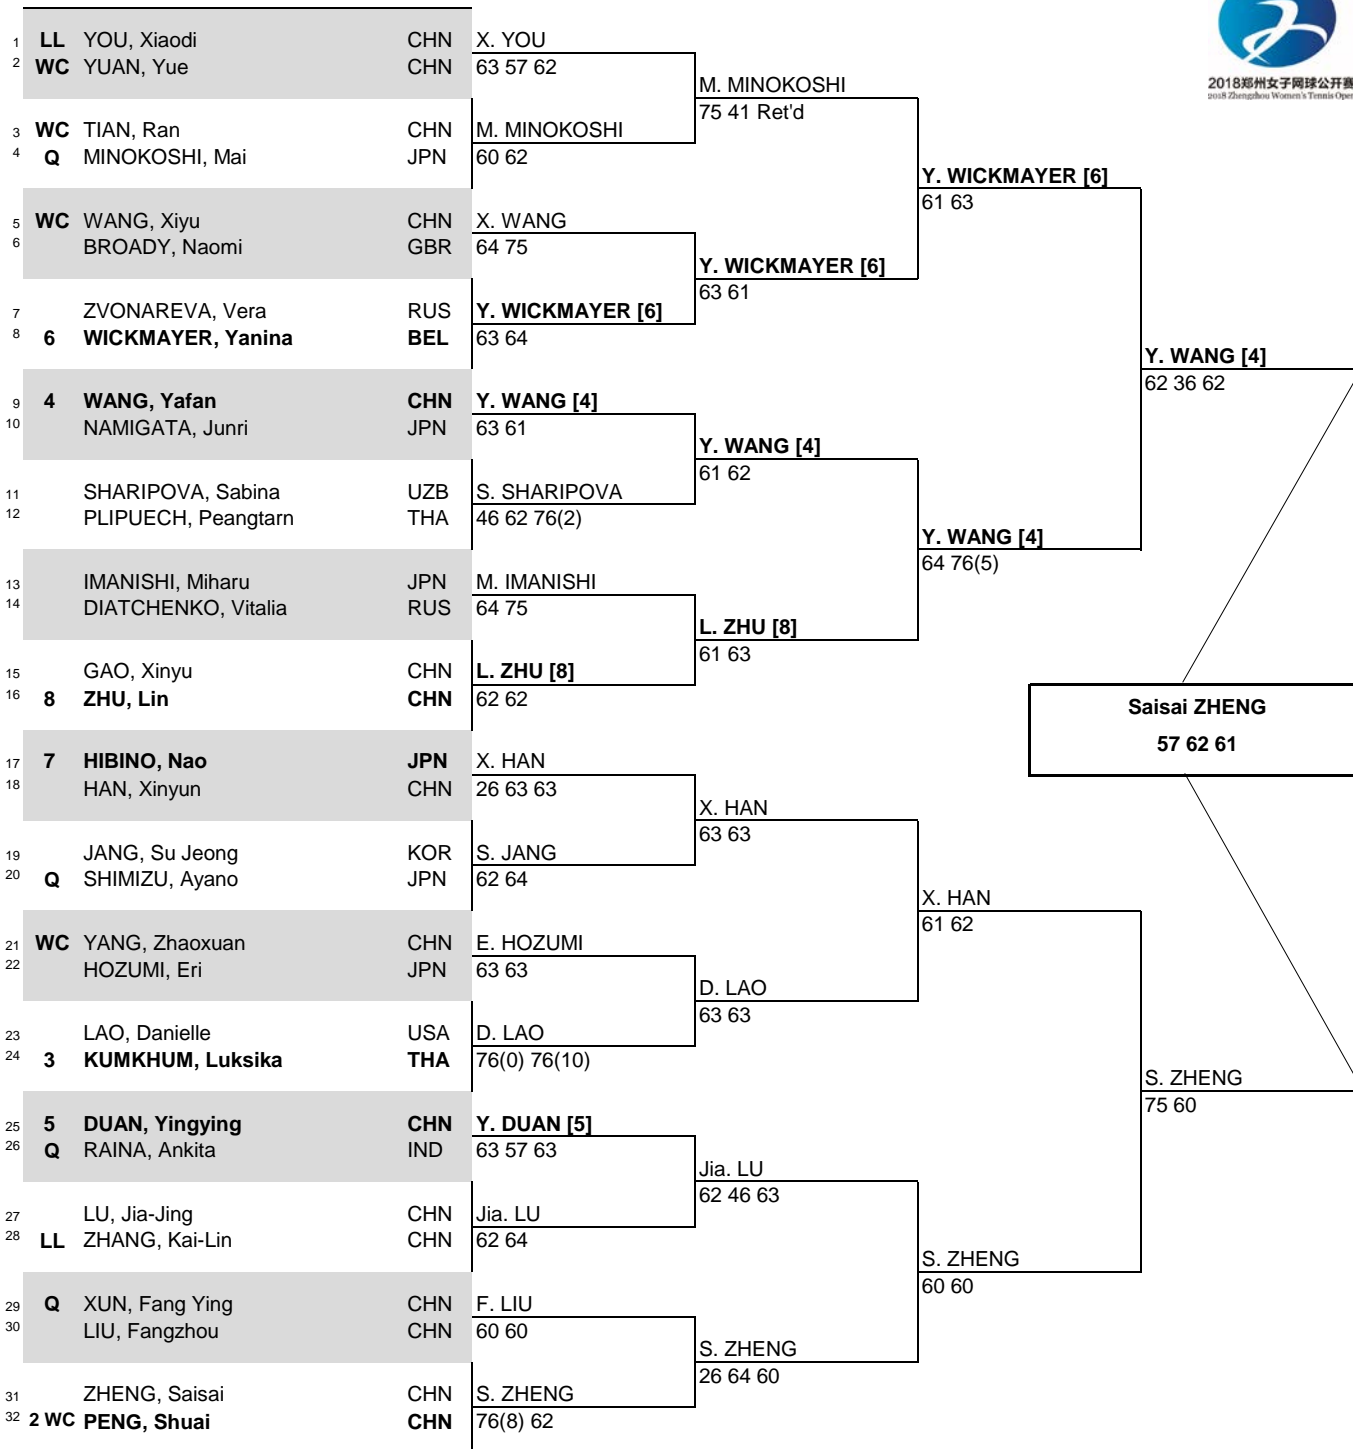 2018郑州女子网球公开赛
2018 Zhengzhou Women's Tennis Open
1 LL YOU, Xiaodi CHN X. YOU
2 WC YUAN, Yue CHN 63 57 62
M. MINOKOSHI
75 41 Ret'd
3 WC TIAN, Ran CHN M. MINOKOSHI
4 Q MINOKOSHI, Mai JPN 60 62
Y. WICKMAYER [6]
61 63
5 WC WANG, Xiyu CHN X. WANG
6 BROADY, Naomi GBR 64 75
Y. WICKMAYER [6]
63 61
7 ZVONAREVA, Vera RUS Y. WICKMAYER [6]
8 6 WICKMAYER, Yanina BEL 63 64
Y. WANG [4]
62 36 62
9 4 WANG, Yafan CHN Y. WANG [4]
10 NAMIGATA, Junri JPN 63 61
Y. WANG [4]
61 62
11 SHARIPOVA, Sabina UZB S. SHARIPOVA
12 PLIPUECH, Peangtarn THA 46 62 76(2)
Y. WANG [4]
64 76(5)
13 IMANISHI, Miharu JPN M. IMANISHI
14 DIATCHENKO, Vitalia RUS 64 75
L. ZHU [8]
61 63
15 GAO, Xinyu CHN L. ZHU [8]
16 8 ZHU, Lin CHN 62 62
Saisai ZHENG
57 62 61
17 7 HIBINO, Nao JPN X. HAN
18 HAN, Xinyun CHN 26 63 63
X. HAN
63 63
19 JANG, Su Jeong KOR S. JANG
20 Q SHIMIZU, Ayano JPN 62 64
X. HAN
61 62
21 WC YANG, Zhaoxuan CHN E. HOZUMI
22 HOZUMI, Eri JPN 63 63
D. LAO
63 63
23 LAO, Danielle USA D. LAO
24 3 KUMKHUM, Luksika THA 76(0) 76(10)
S. ZHENG
75 60
25 5 DUAN, Yingying CHN Y. DUAN [5]
26 Q RAINA, Ankita IND 63 57 63
Jia. LU
62 46 63
27 LU, Jia-Jing CHN Jia. LU
28 LL ZHANG, Kai-Lin CHN 62 64
S. ZHENG
60 60
29 Q XUN, Fang Ying CHN F. LIU
30 LIU, Fangzhou CHN 60 60
S. ZHENG
26 64 60
31 ZHENG, Saisai CHN S. ZHENG
32 2 WC PENG, Shuai CHN 76(8) 62